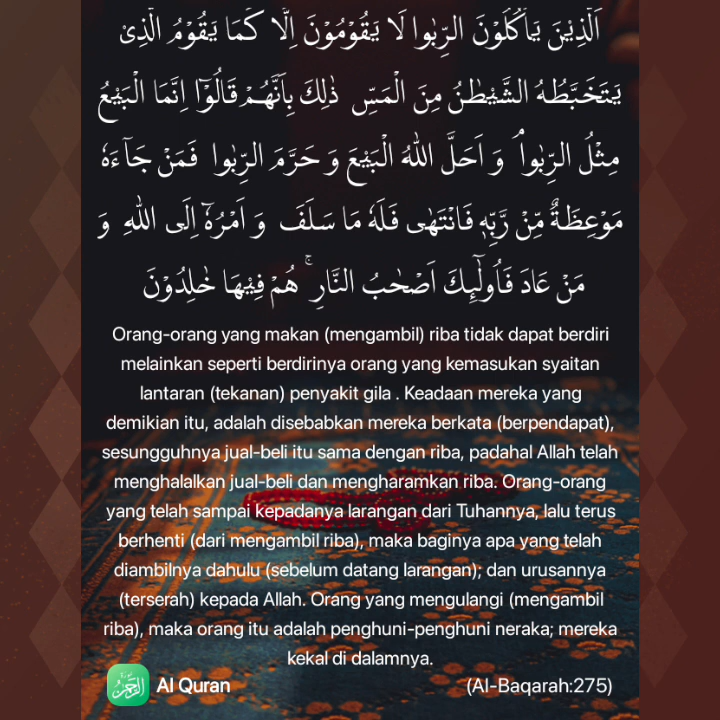 اَلَّذِيْنَ يَاْكُلُوْنَ الرِّبٰوا لَا يَقُوْمُوْنَ اِلَّا كَمَا يَقُوْمُ الَّذِىْ
يَتَخَبَّطُهُ الشَّيْطٰنُ مِنَ الْمَسِّ ذٰلِكَ بِاَنَّهُمْ قَالُوْۤا اِنَّمَا الْبَيْعُ
مِثْلُ الرِّبٰوا ۘ وَ اَحَلَّ اللّٰهُ الْبَيْعَ وَ حَرَّمَ الرِّبٰوا فَمَنْ جَآءَهٗ
مَوْعِظَةٌ مِّنْ رَّبِّهٖ فَانْتَهٰى فَلَهٗ مَا سَلَفَ وَ اَمْرُهٗۤ اِلَى اللّٰهِ وَ
مَنْ عَادَ فَاُولٰٓٮِٕكَ اَصْحٰبُ النَّارِ ۚ هُمْ فِيْهَا خٰلِدُوْنَ
Orang-orang yang makan (mengambil) riba tidak dapat berdiri
melainkan seperti berdirinya orang yang kemasukan syaitan
lantaran (tekanan) penyakit gila . Keadaan mereka yang
demikian itu, adalah disebabkan mereka berkata (berpendapat),
sesungguhnya jual-beli itu sama dengan riba, padahal Allah telah
menghalalkan jual-beli dan mengharamkan riba. Orang-orang
yang telah sampai kepadanya larangan dari Tuhannya, lalu terus
berhenti (dari mengambil riba), maka baginya apa yang telah
diambilnya dahulu (sebelum datang larangan); dan urusannya
(terserah) kepada Allah. Orang yang mengulangi (mengambil
riba), maka orang itu adalah penghuni-penghuni neraka; mereka
kekal di dalamnya.
الرحمن Al Quran (Al-Baqarah:275)